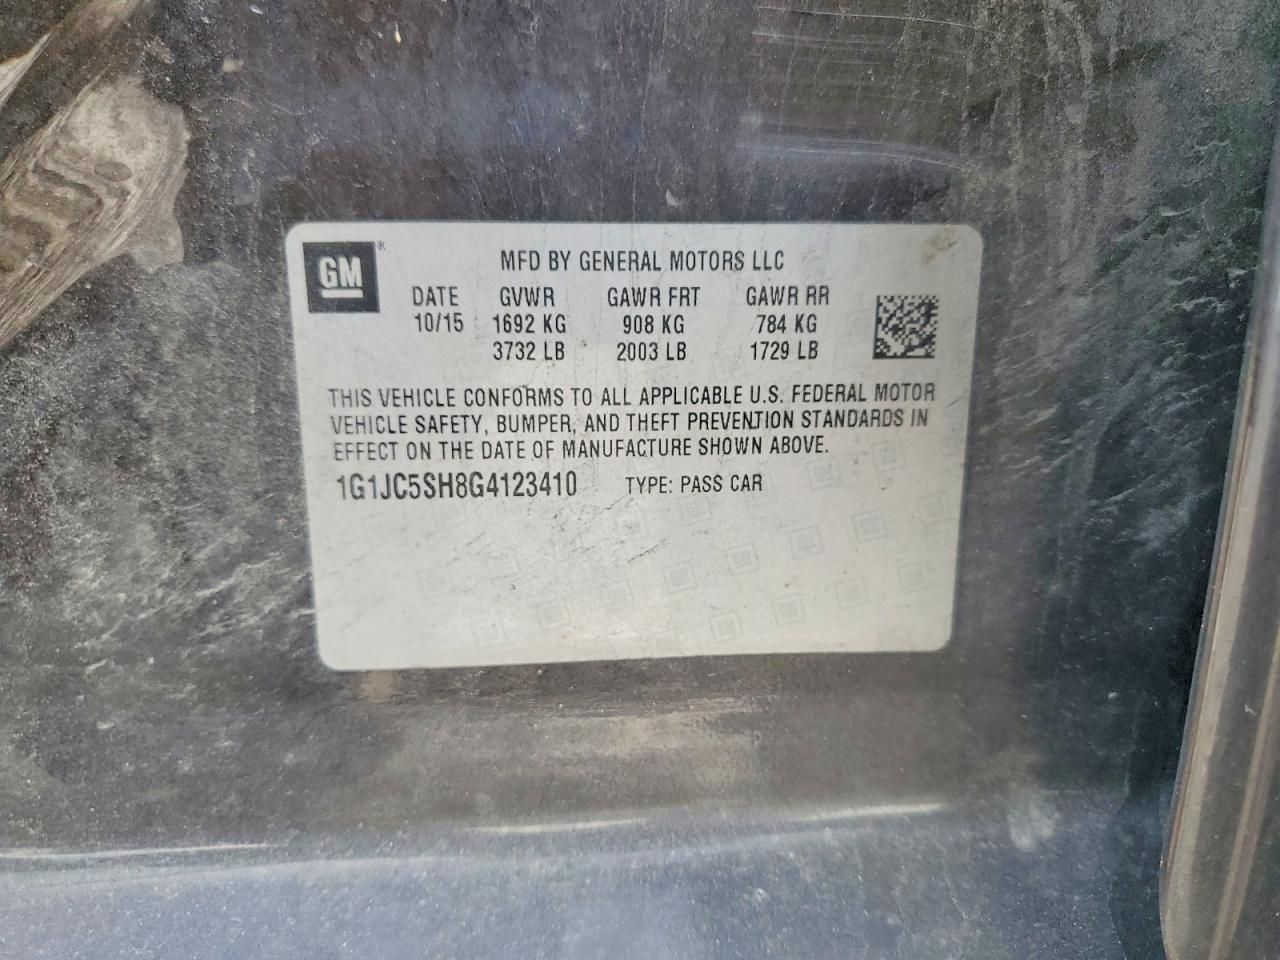 GM®
MFD BY GENERAL MOTORS LLC
DATE GVWR GAWR FRT GAWR RR
10/15 1692 KG 908 KG 784 KG
3732 LB 2003 LB 1729 LB
THIS VEHICLE CONFORMS TO ALL APPLICABLE U.S. FEDERAL MOTOR
VEHICLE SAFETY, BUMPER, AND THEFT PREVENTION STANDARDS IN
EFFECT ON THE DATE OF MANUFACTURE SHOWN ABOVE.
1G1JC5SH8G4123410 TYPE: PASS CAR